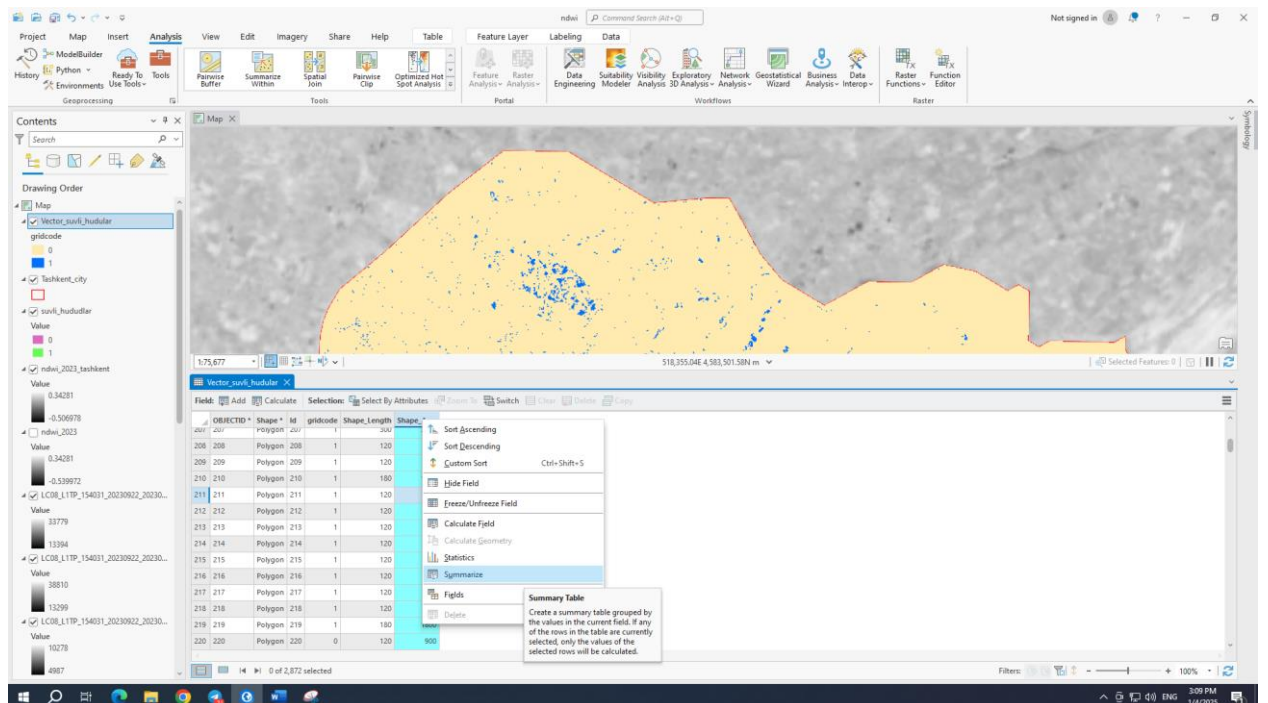 ndwi
Command Search (Alt+Q)
Not signed in
?
Project Map Insert Analysis View Edit Imagery Share Help Table Feature Layer Labeling Data
History
ModelBuilder
Python
Environments
Ready To Use Tools
Tools
Geoprocessing
Pairwise Buffer
Summarize Within
Spatial Join
Pairwise Clip
Optimized Hot Spot Analysis
Tools
Feature Analysis
Raster Analysis
Portal
Data Engineering
Suitability Modeler
Visibility Analysis
Exploratory 3D Analysis
Network Analysis
Geostatistical Wizard
Business Analysis
Data Interop
Workflows
Raster Functions
Function Editor
Raster
Contents
Search
Drawing Order
Map
Vector_suvli_hudular
gridcode
0
1
Tashkent_city
suvli_hududlar
Value
0
1
ndwi_2023_tashkent
Value
0.34281
-0.506978
ndwi_2023
Value
0.34281
-0.539972
LC08_L1TP_154031_20230922_20230...
Value
33779
13394
LC08_L1TP_154031_20230922_20230...
Value
38810
13299
LC08_L1TP_154031_20230922_20230...
Value
10278
4987
Map
Symbology
1:75,677
518,355.04E 4,583,501.58N m
Selected Features: 0
Vector_suvli_hudular
Field: Add Calculate Selection: Select By Attributes Zoom To Switch Clear Delete Copy
OBJECTID * Shape * Id gridcode Shape_Length Shape_
207 207 Polygon 207 1 300
208 208 Polygon 208 1 120
209 209 Polygon 209 1 120
210 210 Polygon 210 1 180
211 211 Polygon 211 1 120
212 212 Polygon 212 1 120
213 213 Polygon 213 1 120
214 214 Polygon 214 1 120
215 215 Polygon 215 1 120
216 216 Polygon 216 1 120
217 217 Polygon 217 1 120
218 218 Polygon 218 1 120
219 219 Polygon 219 1 180 1800
220 220 Polygon 220 0 120 900
Sort Ascending
Sort Descending
Custom Sort Ctrl+Shift+S
Hide Field
Freeze/Unfreeze Field
Calculate Field
Calculate Geometry
Statistics
Summarize
Fields
Delete
Summary Table
Create a summary table grouped by
the values in the current field. If any
of the rows in the table are currently
selected, only the values of the
selected rows will be calculated.
0 of 2,872 selected
Filters:
100%
ENG
3:09 PM
1/4/2025